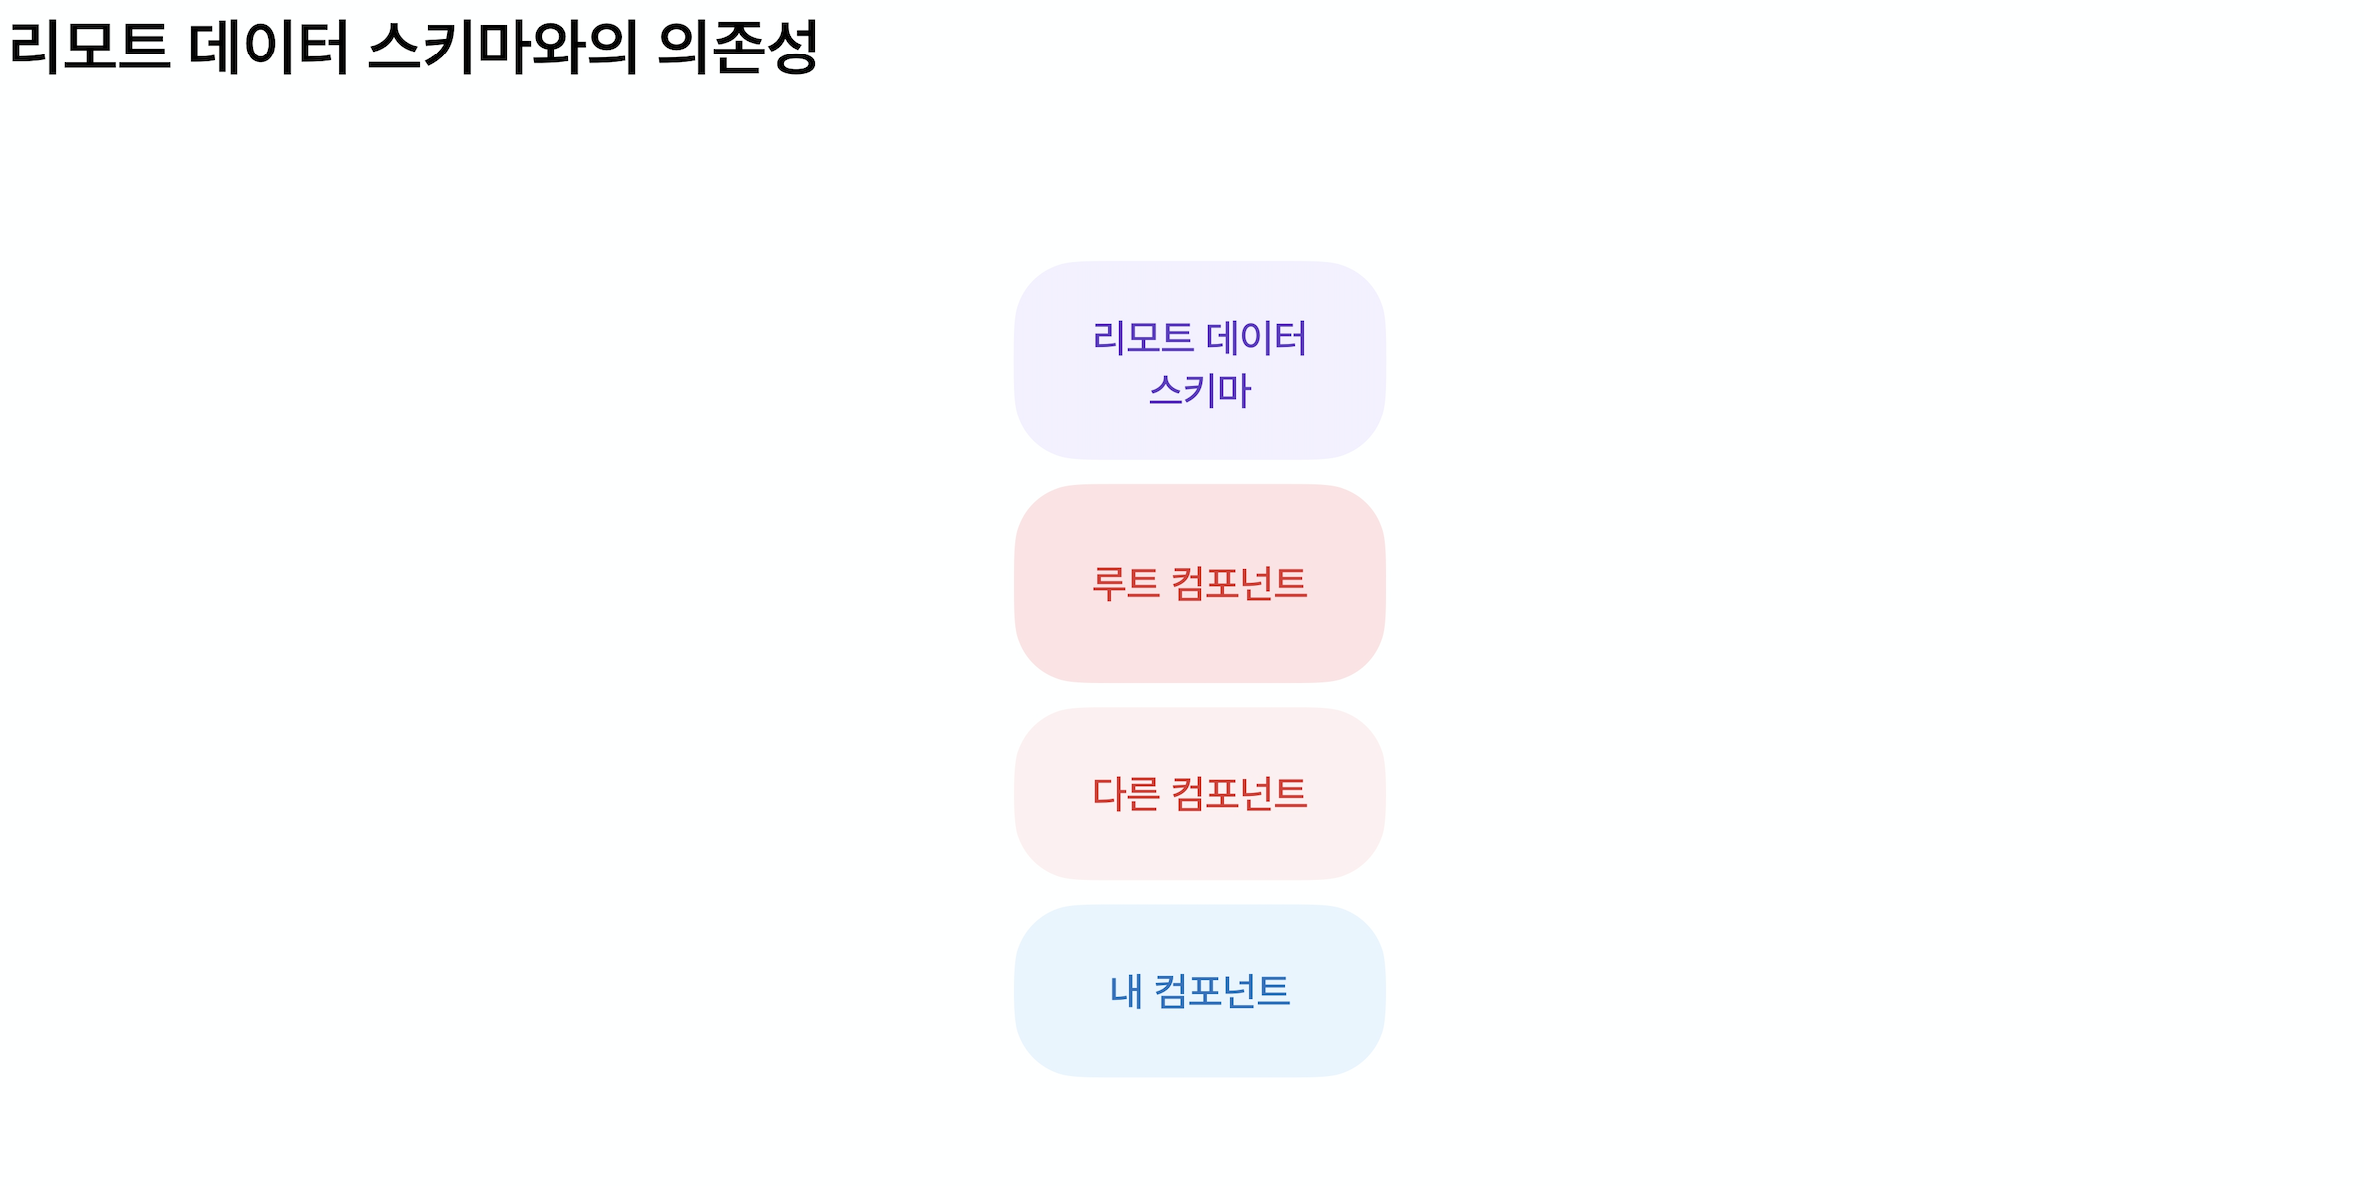 리모트 데이터 스키마와의 의존성
리모트 데이터
스키마
루트 컴포넌트
다른 컴포넌트
내 컴포넌트